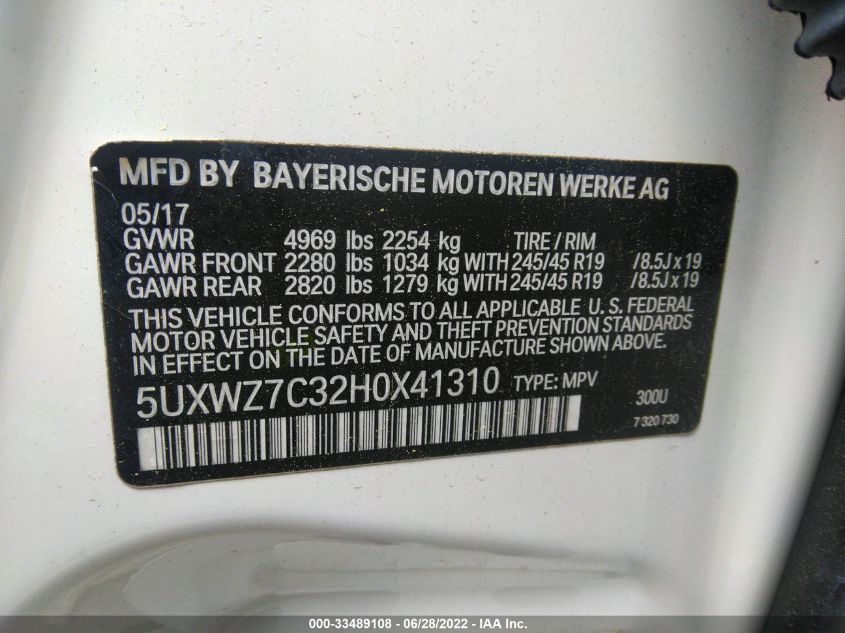 MFD BY BAYERISCHE MOTOREN WERKE AG
05/17
GVWR 4969 lbs 2254 kg TIRE / RIM
GAWR FRONT 2280 lbs 1034 kg WITH 245/45 R19 /8.5J x 19
GAWR REAR 2820 lbs 1279 kg WITH 245/45 R19 /8.5J x 19
THIS VEHICLE CONFORMS TO ALL APPLICABLE U. S. FEDERAL
MOTOR VEHICLE SAFETY AND THEFT PREVENTION STANDARDS
IN EFFECT ON THE DATE OF MANUFACTURE SHOWN ABOVE.
5UXWZ7C32H0X41310 TYPE: MPV 300U
7 320 730
000-33489108 - 06/28/2022 - IAA Inc.